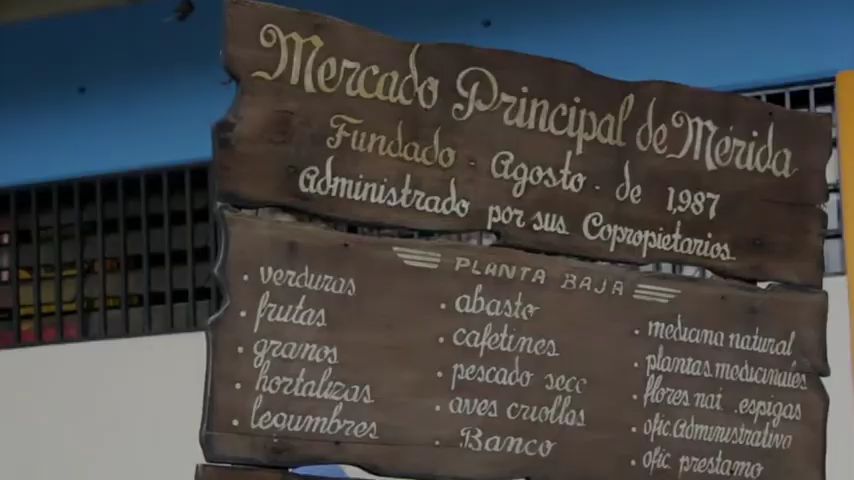 Mercado Principal de Mérida
Fundado - Agosto - de 1,987
Administrado por sus Copropietarios
PLANTA BAJA
• verduras
• frutas
• granos
• hortalizas
• legumbres
• abasto
• cafetines
• pescado seco
• aves criollas
• Banco
• medicina natural
• plantas medicinales
• flores nat. espigas
• ofic. Administrativa
• ofic. prestamo